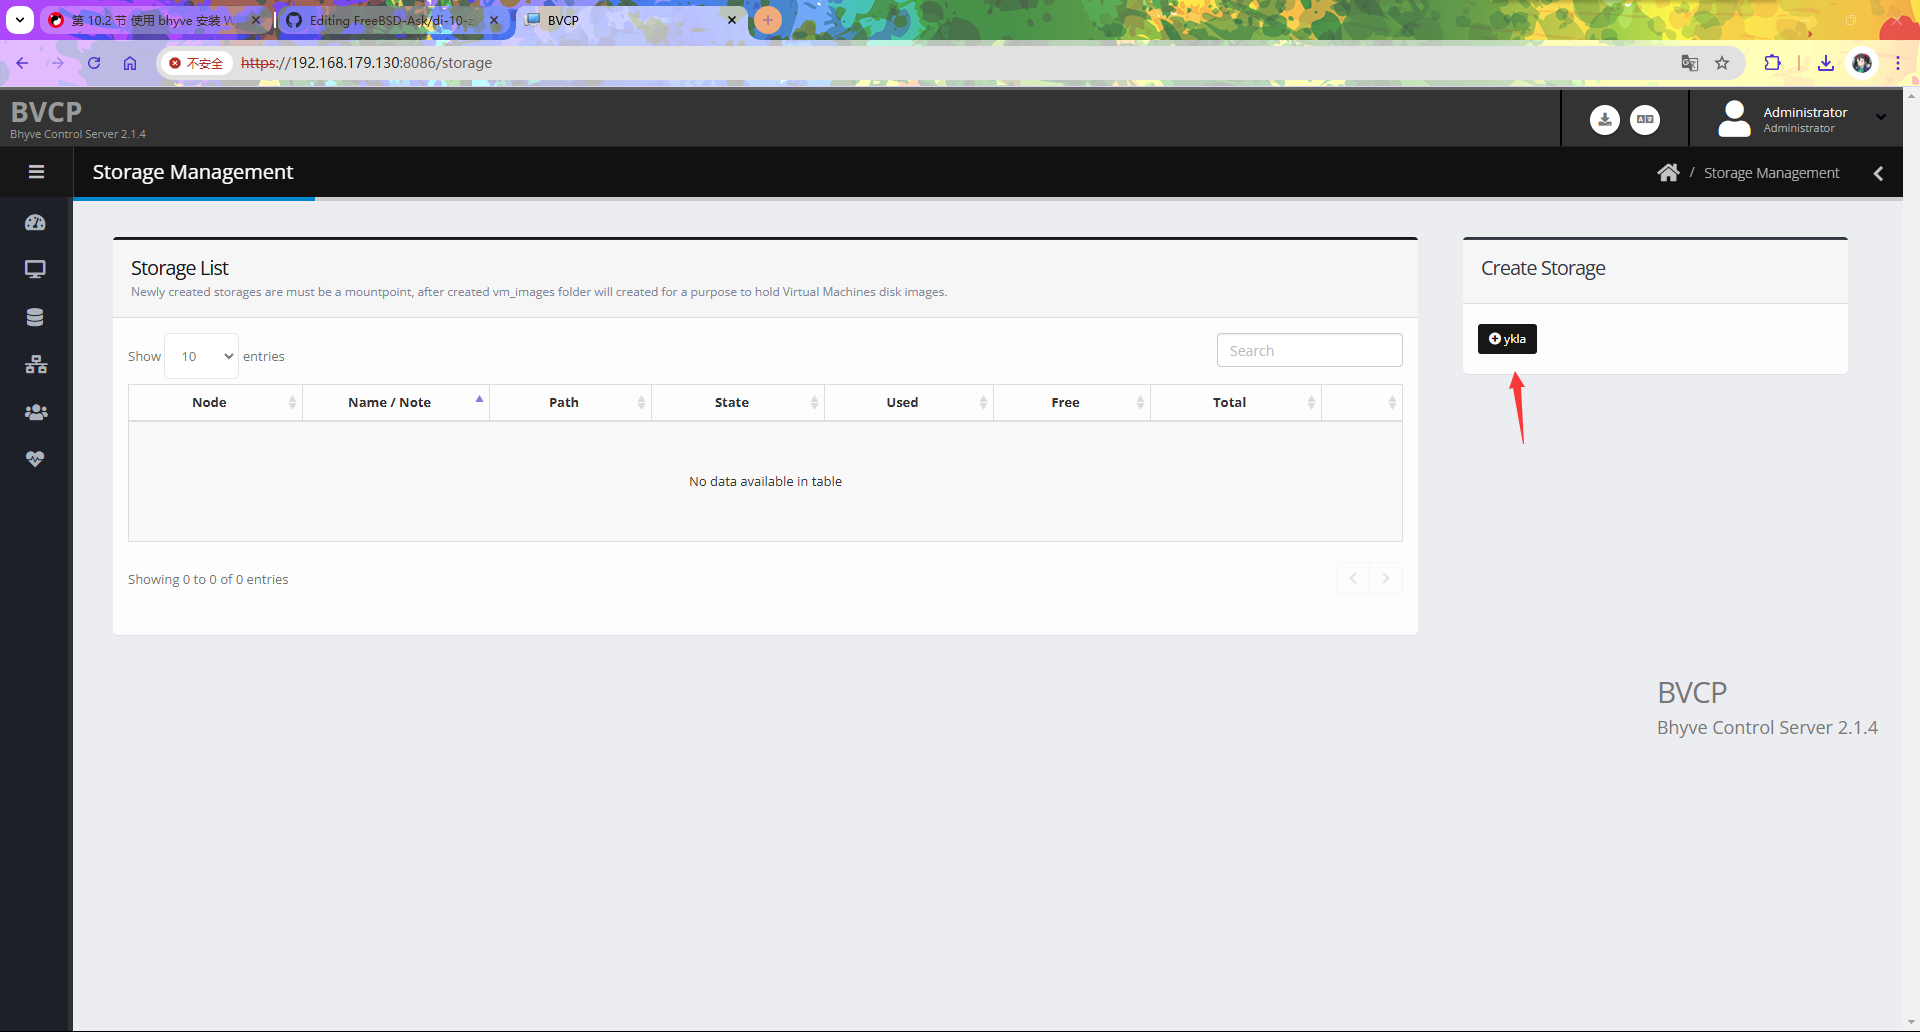 第 10.2 节 使用 bhyve 安装 W
Editing FreeBSD-Ask/di-10-z
BVCP
不安全
https://192.168.179.130:8086/storage
BVCP
Bhyve Control Server 2.1.4
Administrator
Administrator
Storage Management
/ Storage Management
Storage List
Newly created storages are must be a mountpoint, after created vm_images folder will created for a purpose to hold Virtual Machines disk images.
Create Storage
ykla
Show 10 entries
Search
Node Name / Note Path State Used Free Total
No data available in table
Showing 0 to 0 of 0 entries
BVCP
Bhyve Control Server 2.1.4